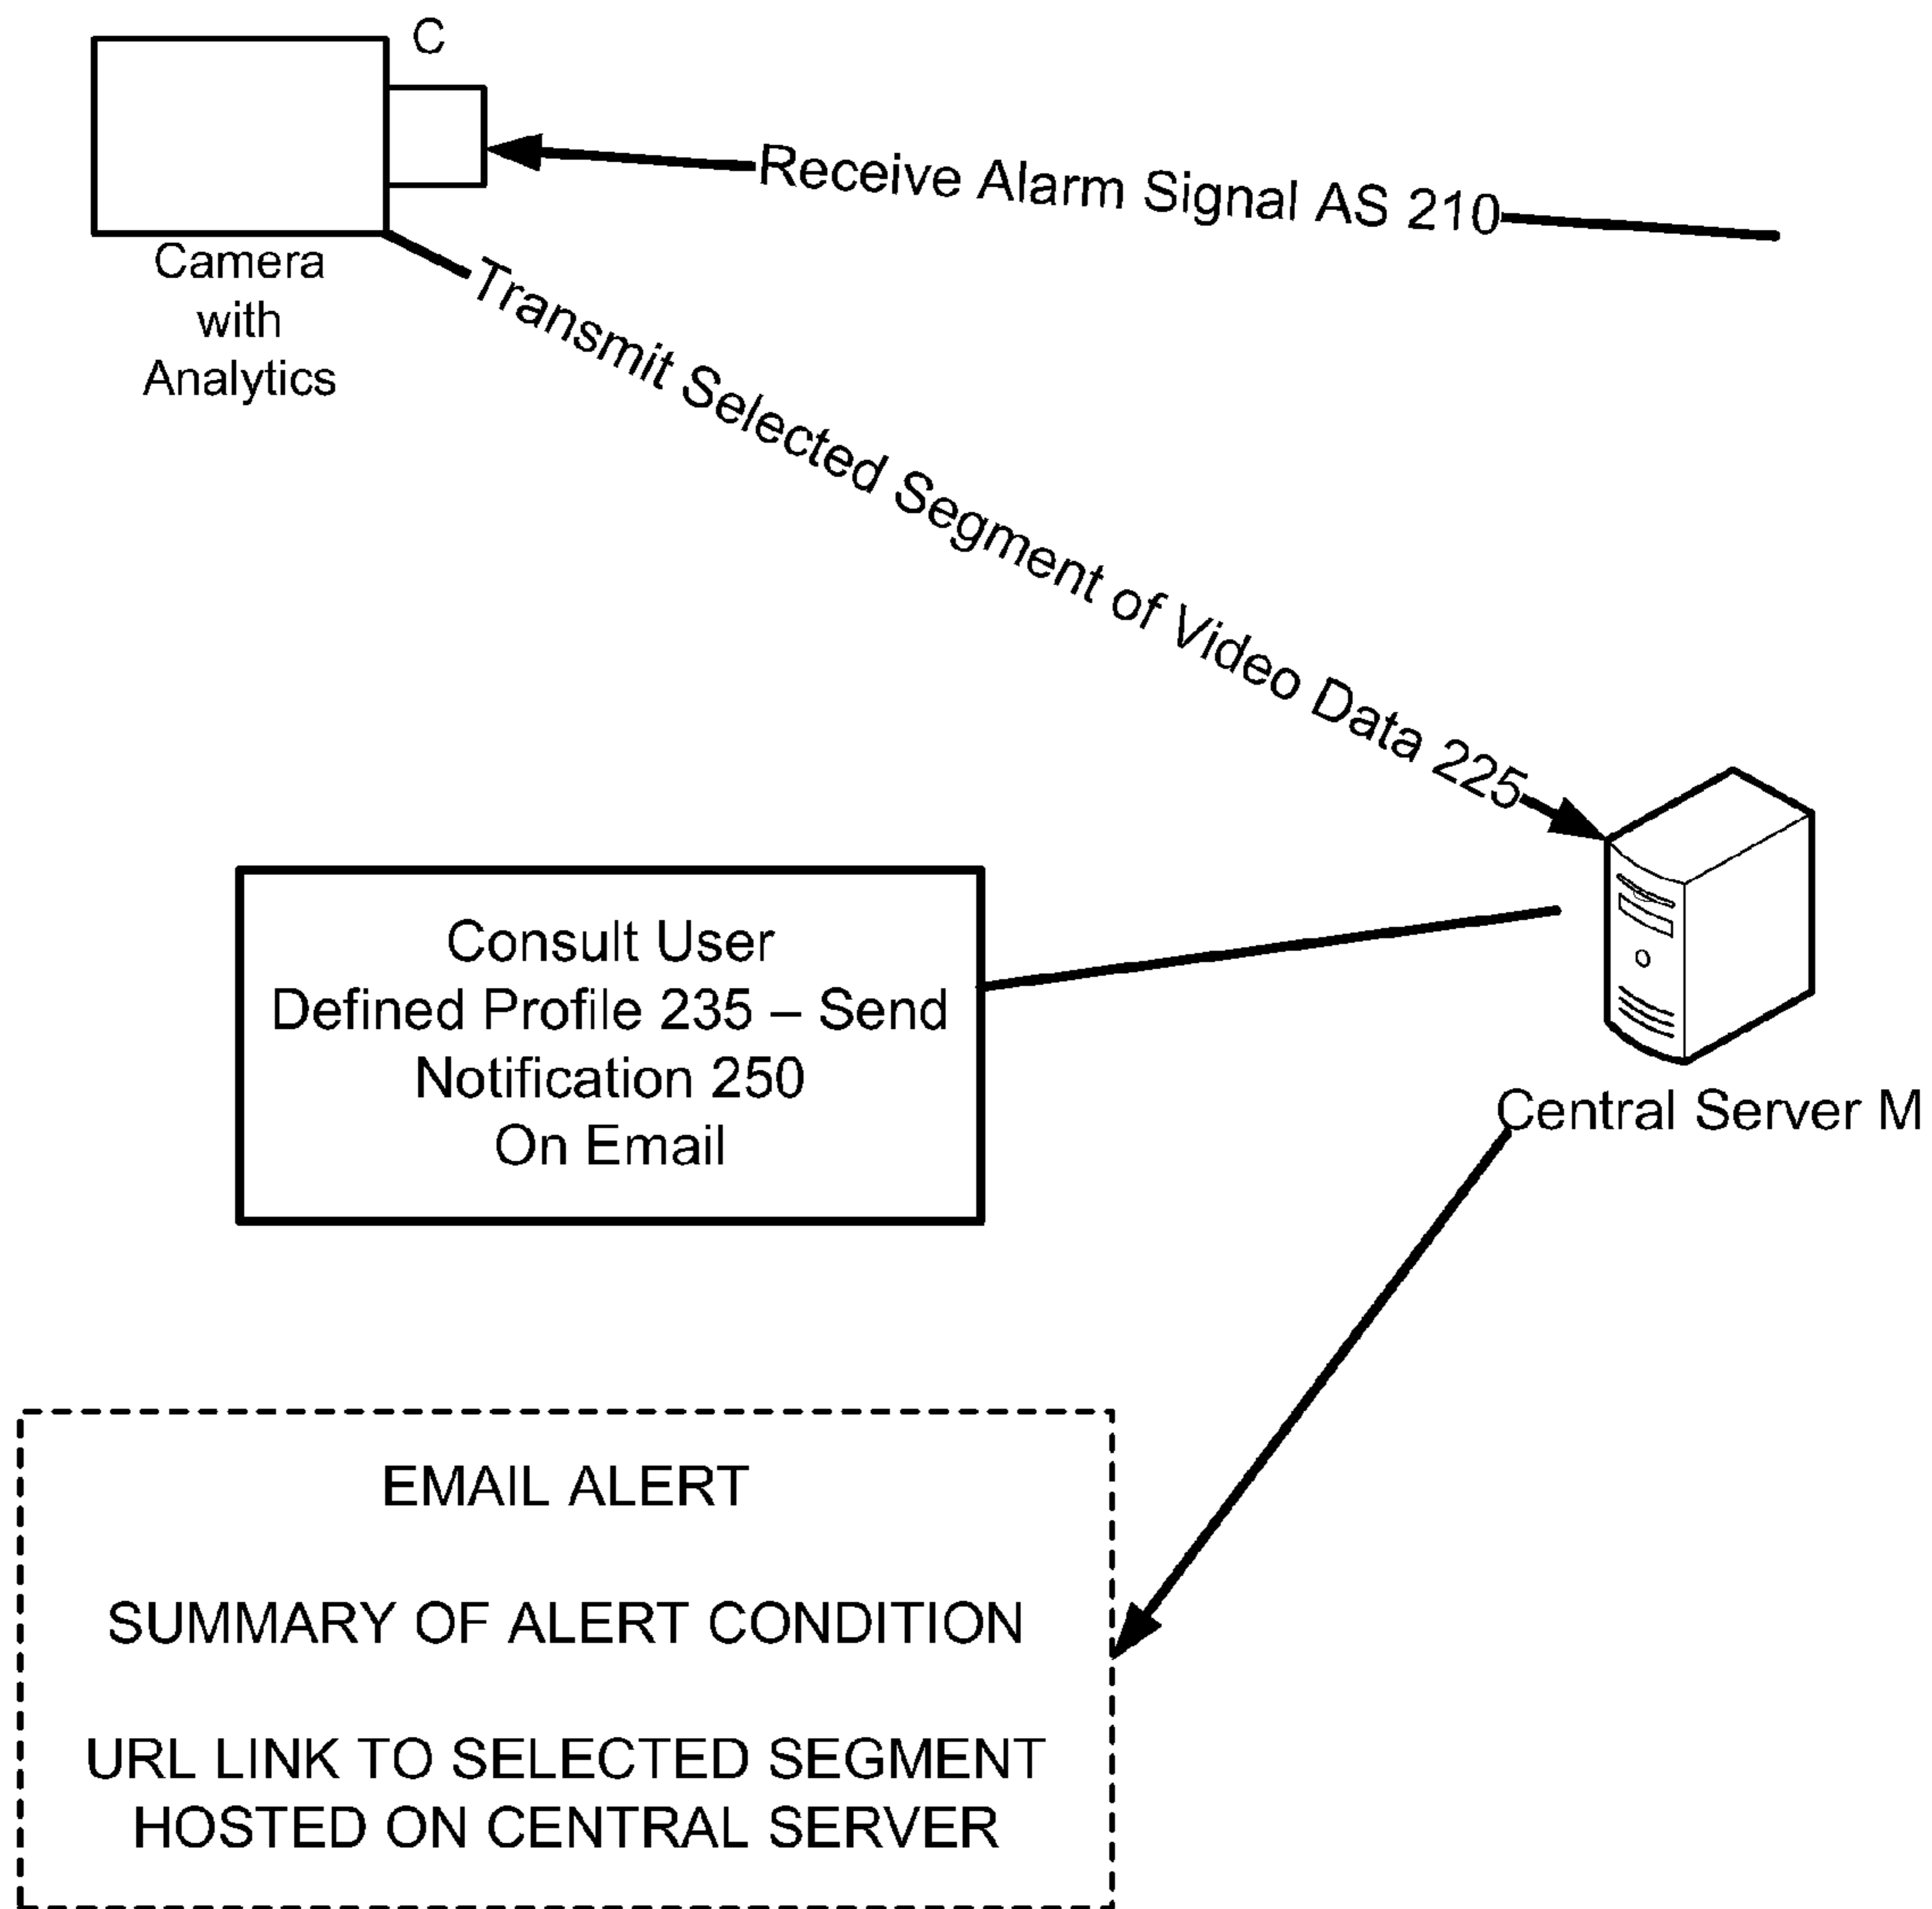 C
Receive Alarm Signal AS 210
Camera
with
Analytics
Transmit Selected Segment of Video Data 225
Consult User
Defined Profile 235 – Send
Notification 250
On Email
Central Server M
EMAIL ALERT
SUMMARY OF ALERT CONDITION
URL LINK TO SELECTED SEGMENT
HOSTED ON CENTRAL SERVER